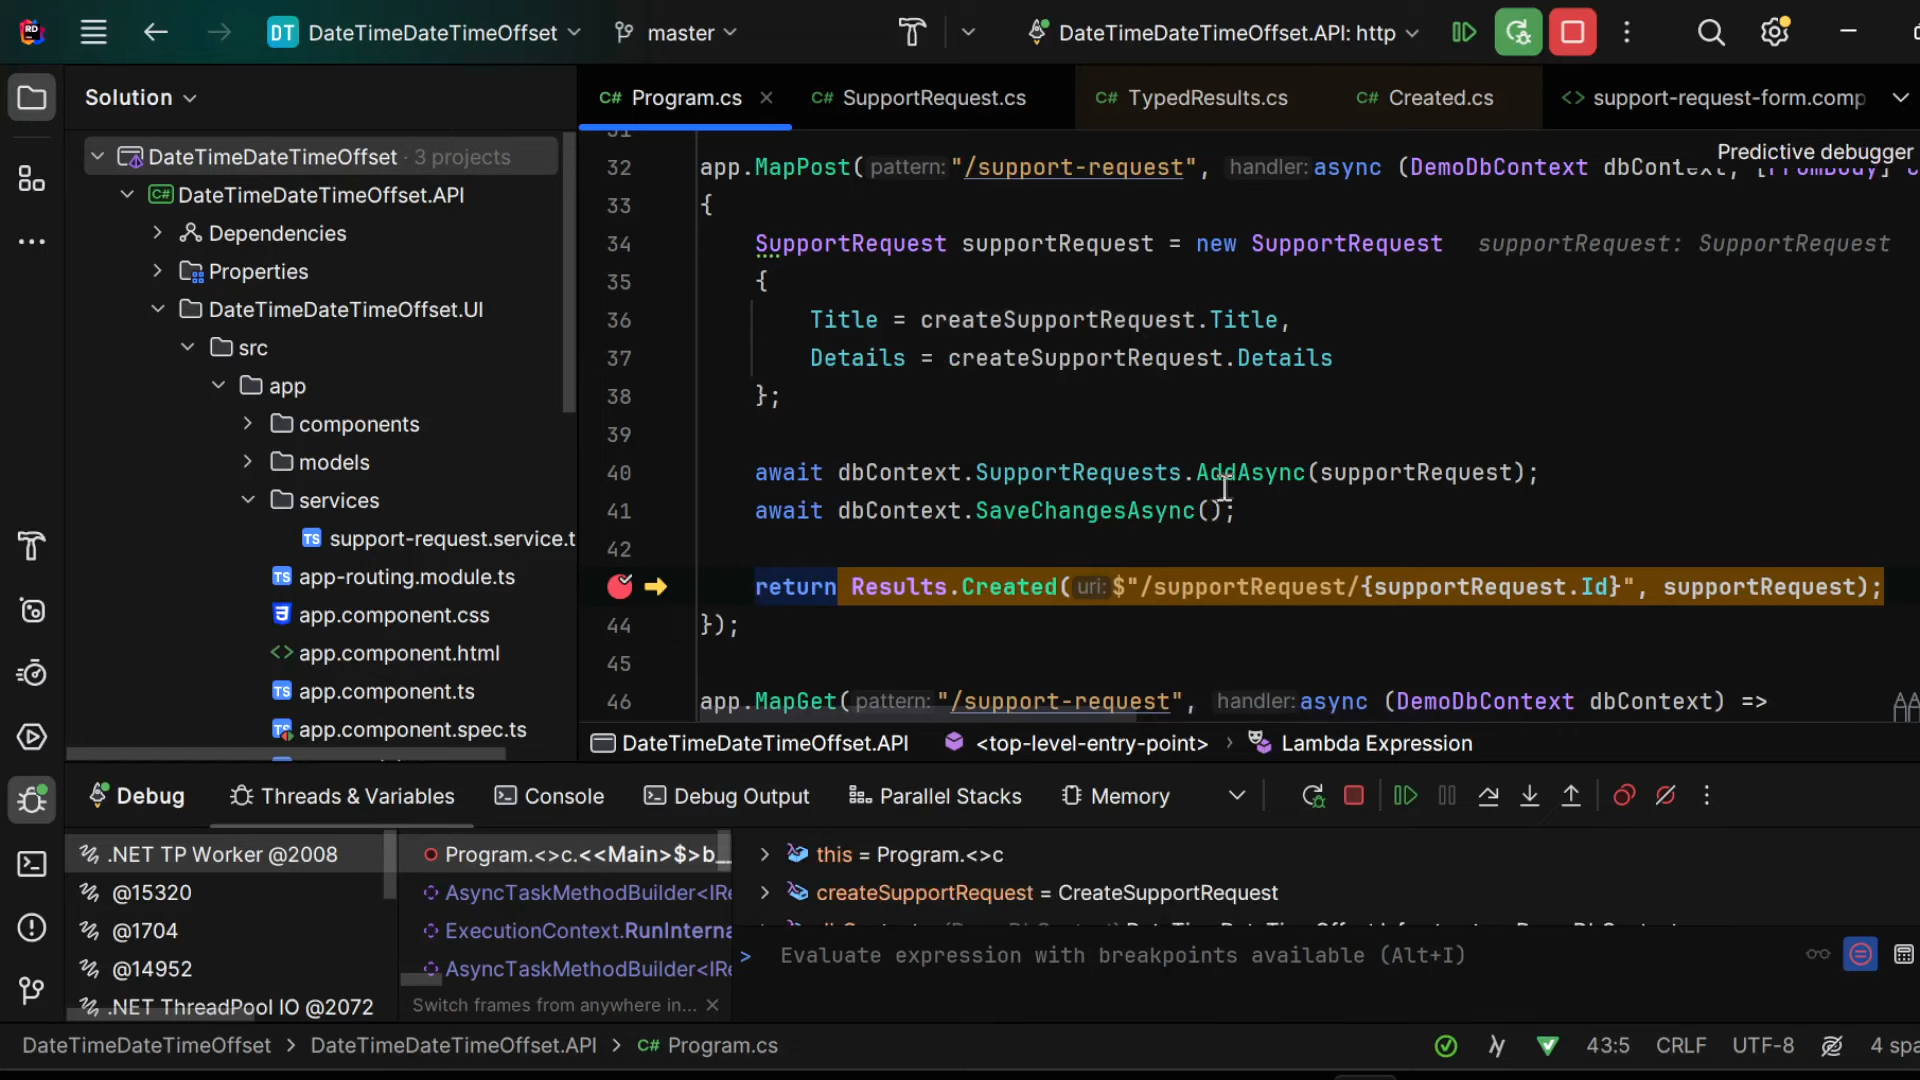 DT DateTimeDateTimeOffset master DateTimeDateTimeOffset.API: http
Solution
Program.cs SupportRequest.cs TypedResults.cs Created.cs support-request-form.comp
DateTimeDateTimeOffset · 3 projects
DateTimeDateTimeOffset.API
Dependencies
Properties
DateTimeDateTimeOffset.UI
src
app
components
models
services
support-request.service.t
app-routing.module.ts
app.component.css
app.component.html
app.component.ts
app.component.spec.ts
Predictive debugger
31
32 app.MapPost( pattern: "/support-request", handler: async (DemoDbContext dbContext,
33 {
34 SupportRequest supportRequest = new SupportRequest supportRequest: SupportRequest
35 {
36 Title = createSupportRequest.Title,
37 Details = createSupportRequest.Details
38 };
39
40 await dbContext.SupportRequests.AddAsync(supportRequest);
41 await dbContext.SaveChangesAsync();
42
return Results.Created( uri: $"/supportRequest/{supportRequest.Id}", supportRequest);
44 });
45
46 app.MapGet( pattern: "/support-request", handler: async (DemoDbContext dbContext) =>
DateTimeDateTimeOffset.API <top-level-entry-point> › Lambda Expression
Debug Threads & Variables Console Debug Output Parallel Stacks Memory
.NET TP Worker @2008
@15320
@1704
@14952
.NET ThreadPool IO @2072
Program.<>c.<<Main>$>b__
AsyncTaskMethodBuilder<IRe
ExecutionContext.RunInterna
AsyncTaskMethodBuilder<IRe
Switch frames from anywhere in...
this = Program.<>c
createSupportRequest = CreateSupportRequest
Evaluate expression with breakpoints available (Alt+I)
DateTimeDateTimeOffset > DateTimeDateTimeOffset.API > C# Program.cs 43:5 CRLF UTF-8 4 spa